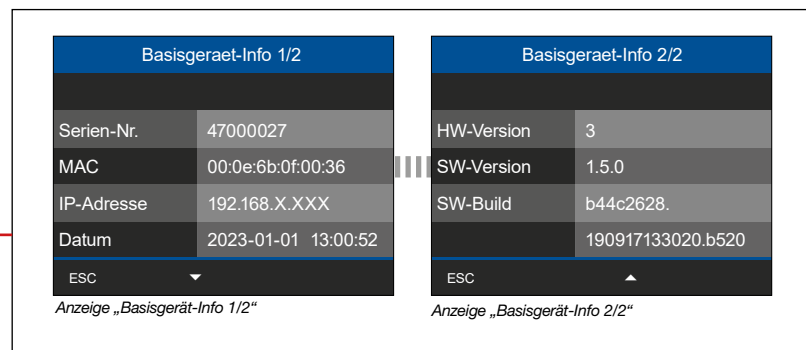 Basisgeraet-Info 1/2
Serien-Nr. 47000027
MAC 00:0e:6b:0f:00:36
IP-Adresse 192.168.X.XXX
Datum 2023-01-01 13:00:52
ESC
Anzeige „Basisgerät-Info 1/2“
Basisgeraet-Info 2/2
HW-Version 3
SW-Version 1.5.0
SW-Build b44c2628.
190917133020.b520
ESC
Anzeige „Basisgerät-Info 2/2“